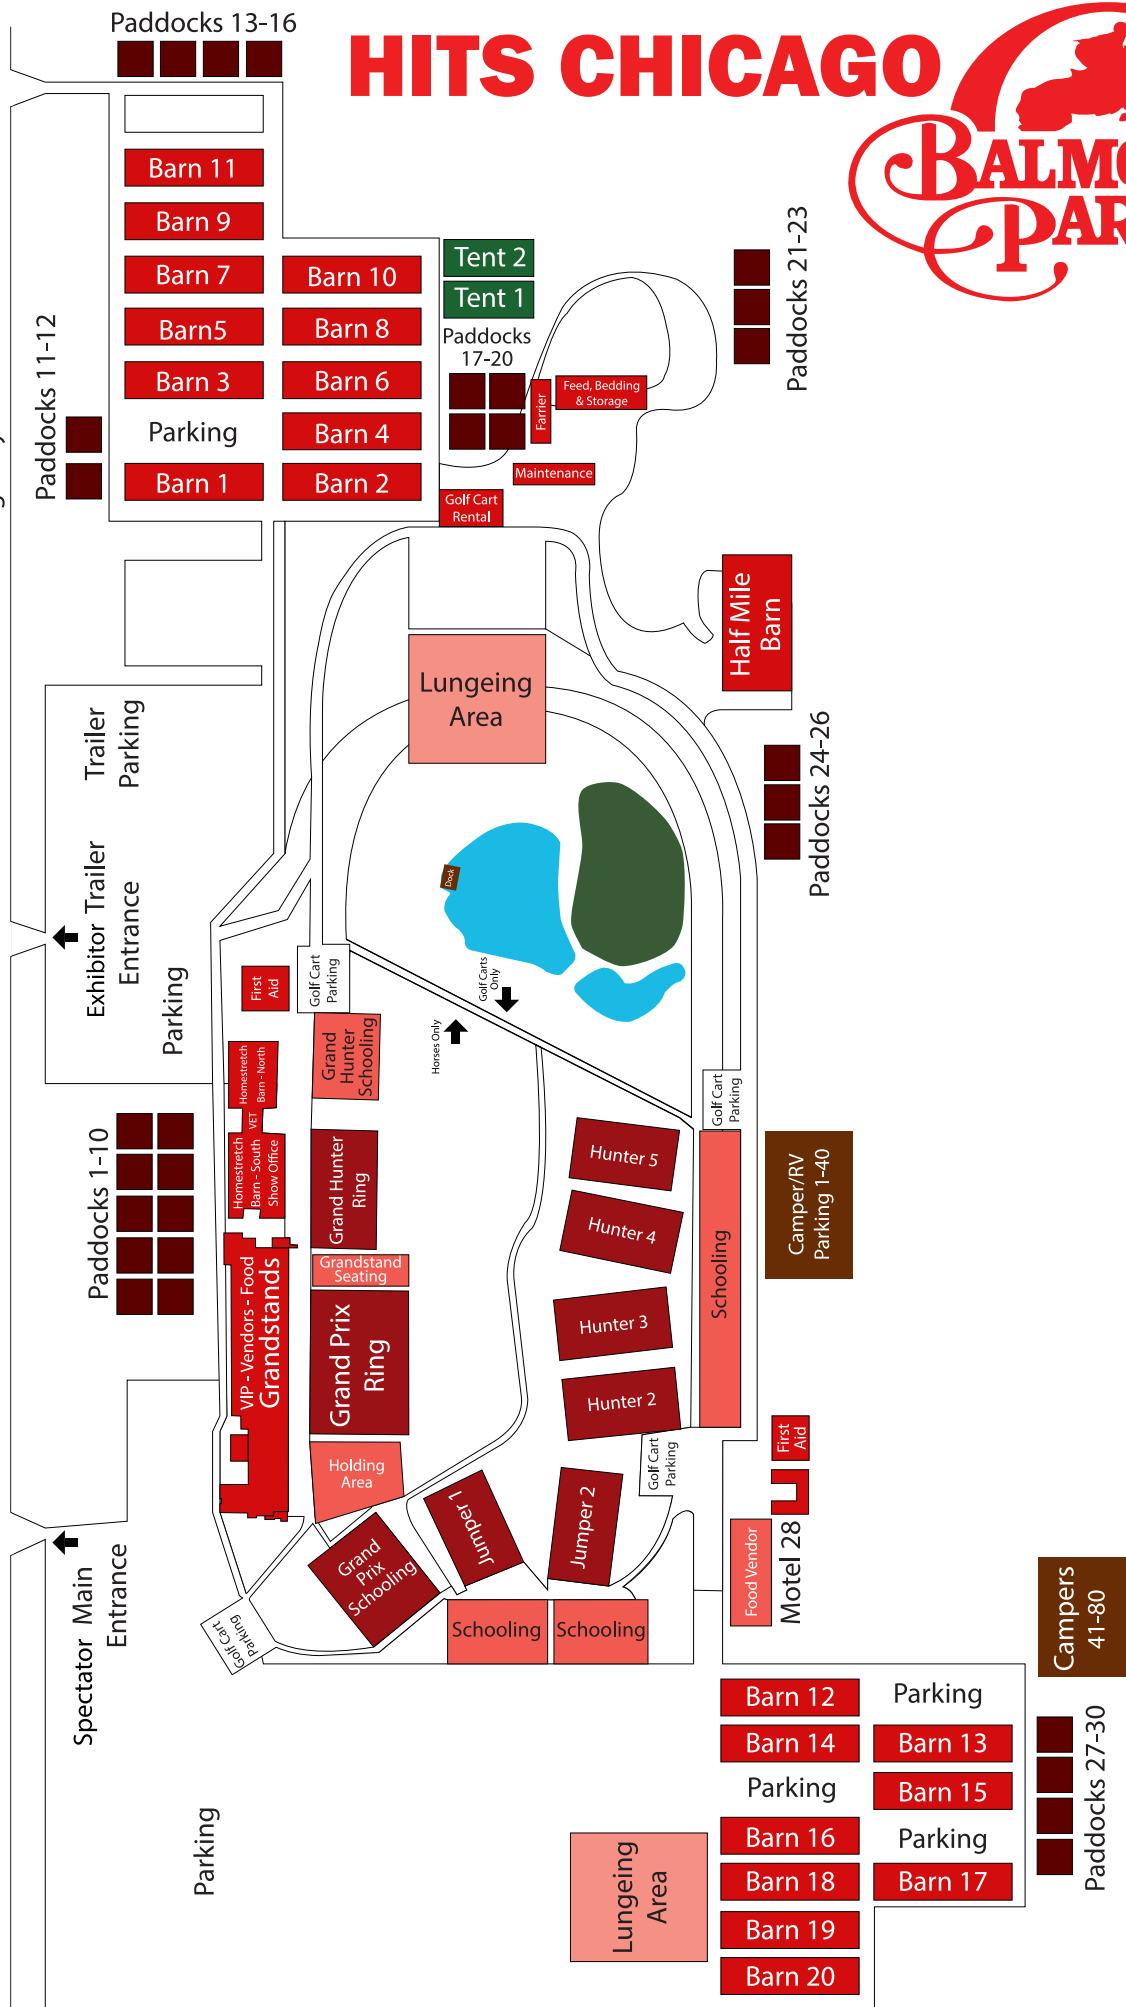 Paddocks 13-16
HITS CHICAGO
Barn 11
Barn 9
Barn 7
Barn 10
Barn5
Barn 8
Barn 3
Barn 6
Parking
Barn 4
Barn 1
Barn 2
Paddocks 11-12
Tent 2
Tent 1
Paddocks
17-20
Farrier
Feed, Bedding
& Storage
Maintenance
Golf Cart
Rental
Paddocks 21-23
Half Mile
Barn
Lungeing
Area
Trailer
Parking
Paddocks 24-26
Dock
Exhibitor Trailer
Entrance
Parking
First
Aid
Golf Cart
Parking
Golf Carts
Only
Horses Only
Grand
Hunter
Schooling
Homestretch
Barn - North
VET
Homestretch
Barn - South
Show Office
Golf Cart
Parking
Paddocks 1-10
Grand Hunter
Ring
Hunter 5
Hunter 4
Hunter 3
Hunter 2
Schooling
Camper/RV
Parking 1-40
Grandstand
Seating
VIP - Vendors - Food
Grandstands
Grand Prix
Ring
Holding
Area
Golf Cart
Parking
First
Aid
Motel 28
Food Vendor
Jumper 1
Jumper 2
Grand
Prix
Schooling
Spectator Main
Entrance
Golf Cart
Parking
Schooling
Schooling
Campers
41-80
Barn 12
Parking
Barn 14
Barn 13
Parking
Barn 15
Barn 16
Parking
Barn 18
Barn 17
Barn 19
Barn 20
Paddocks 27-30
Lungeing
Area
Parking